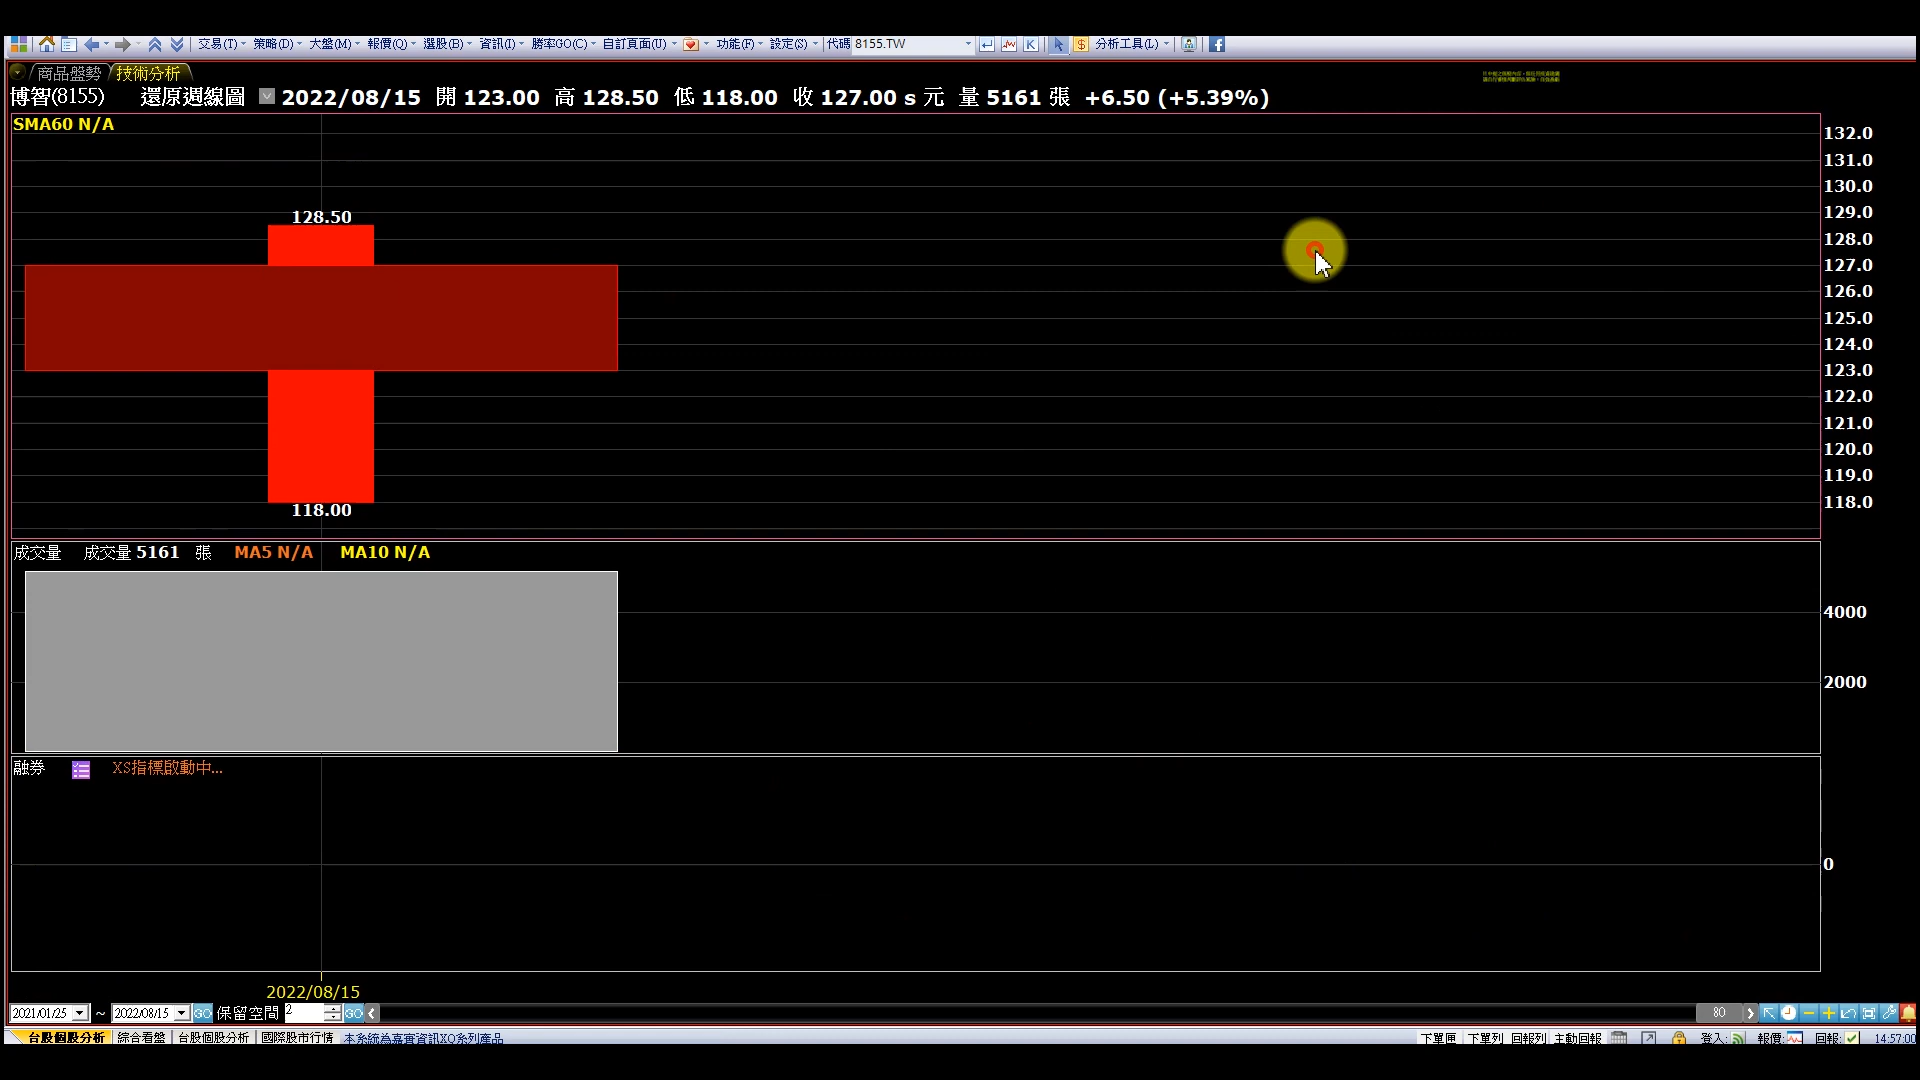 交易(T) 策略(D) 大盤(M) 報價(Q) 選股(B) 資訊(I) 勝率GO(C) 自訂頁面(U) 功能(F) 設定(S) 代碼 8155.TW K $ 分析工具(L)
商品盤勢 技術分析
博智(8155) 還原週線圖 2022/08/15 開 123.00 高 128.50 低 118.00 收 127.00 s 元 量 5161 張 +6.50 (+5.39%)
SMA60 N/A
132.0
131.0
130.0
129.0
128.50
128.0
127.0
126.0
125.0
124.0
123.0
122.0
121.0
120.0
119.0
118.0
118.00
成交量 成交量 5161 張 MA5 N/A MA10 N/A
4000
2000
融券 XS指標啟動中...
0
2022/08/15
2021/01/25 ~ 2022/08/15 GO 保留空間 2 GO 80
台股個股分析 綜合看盤 台股個股分析 國際股市行情 本系統為嘉實資訊XQ系列產品 下單匣 下單列 回報列 主動回報 登入: 報價: 回報: 14:57:00